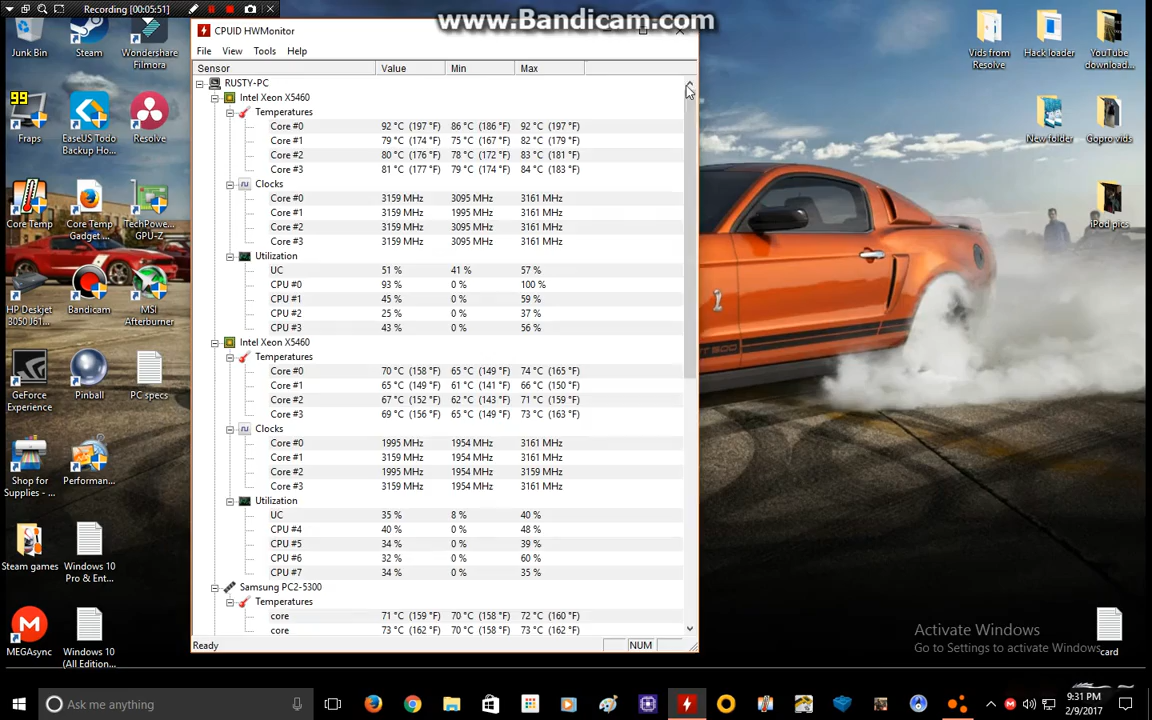 Recording [00:05:51]
www.Bandicam.com
CPUID HWMonitor
File View Tools Help
Sensor Value Min Max
RUSTY-PC
Intel Xeon X5460
Temperatures
Core #0 92 °C (197 °F) 86 °C (186 °F) 92 °C (197 °F)
Core #1 79 °C (174 °F) 75 °C (167 °F) 82 °C (179 °F)
Core #2 80 °C (176 °F) 78 °C (172 °F) 83 °C (181 °F)
Core #3 81 °C (177 °F) 79 °C (174 °F) 84 °C (183 °F)
Clocks
Core #0 3159 MHz 3095 MHz 3161 MHz
Core #1 3159 MHz 1995 MHz 3161 MHz
Core #2 3159 MHz 3095 MHz 3161 MHz
Core #3 3159 MHz 3095 MHz 3161 MHz
Utilization
UC 51 % 41 % 57 %
CPU #0 93 % 0 % 100 %
CPU #1 45 % 0 % 59 %
CPU #2 25 % 0 % 37 %
CPU #3 43 % 0 % 56 %
Intel Xeon X5460
Temperatures
Core #0 70 °C (158 °F) 65 °C (149 °F) 74 °C (165 °F)
Core #1 65 °C (149 °F) 61 °C (141 °F) 66 °C (150 °F)
Core #2 67 °C (152 °F) 62 °C (143 °F) 71 °C (159 °F)
Core #3 69 °C (156 °F) 65 °C (149 °F) 73 °C (163 °F)
Clocks
Core #0 1995 MHz 1954 MHz 3161 MHz
Core #1 3159 MHz 1954 MHz 3161 MHz
Core #2 1995 MHz 1954 MHz 3159 MHz
Core #3 3159 MHz 1954 MHz 3161 MHz
Utilization
UC 35 % 8 % 40 %
CPU #4 40 % 0 % 48 %
CPU #5 34 % 0 % 39 %
CPU #6 32 % 0 % 60 %
CPU #7 34 % 0 % 35 %
Samsung PC2-5300
Temperatures
core 71 °C (159 °F) 70 °C (158 °F) 72 °C (160 °F)
core 73 °C (162 °F) 70 °C (158 °F) 73 °C (162 °F)
Ready NUM
Junk Bin
Steam
Wondershare
Filmora
99
Fraps
EaseUS Todo
Backup Ho...
Resolve
Core Temp
Core Temp
Gadget ...
TechPowe...
GPU-Z
HP Deskjet
3050 J61...
Bandicam
MSI
Afterburner
GeForce
Experience
Pinball
PC specs
Shop for
Supplies - ...
Performan...
Steam games
Windows 10
Pro & Ent...
MEGAsync
Windows 10
(All Edition...
Vids from
Resolve
Hack loader
YouTube
download...
New folder
Gopro vids
iPod pics
card
Activate Windows
Go to Settings to activate Windows.
Ask me anything
9:31 PM
2/9/2017